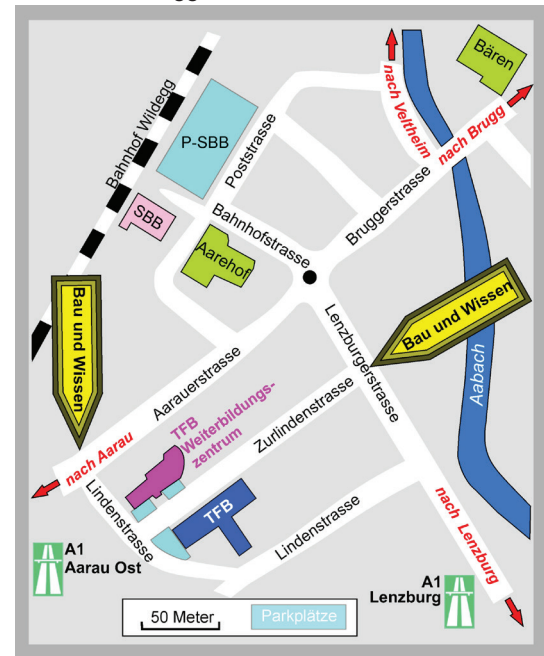 Bären
nach Veltheim
nach Brugg
Bahnhof Wildegg
P-SBB
Poststrasse
SBB
Bahnhofstrasse
Bruggerstrasse
Aarehof
Bau und Wissen
Bau und Wissen
Lenzburgerstrasse
Aabach
Aarauerstrasse
TFB
Weiterbildungs-
zentrum
Zurlindenstrasse
nach Aarau
Lindenstrasse
TFB
Lindenstrasse
nach Lenzburg
A1
Aarau Ost
A1
Lenzburg
50 Meter
Parkplätze